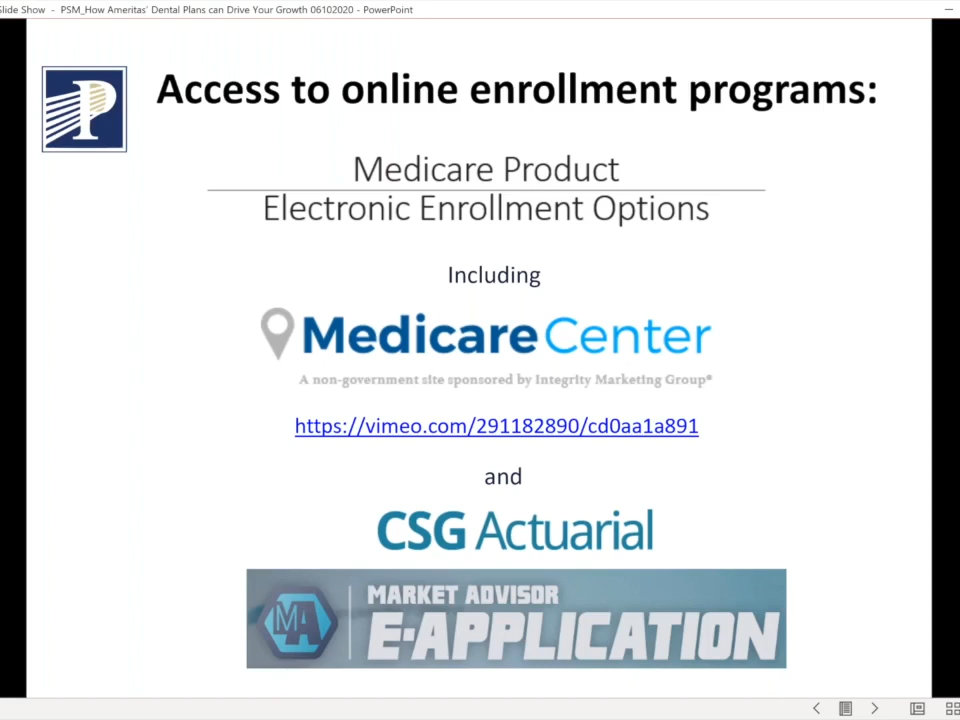 Slide Show - PSM_How Ameritas' Dental Plans can Drive Your Growth 06102020 - PowerPoint
P
Access to online enrollment programs:
Medicare Product
Electronic Enrollment Options
Including
MedicareCenter
A non-government site sponsored by Integrity Marketing Group®
https://vimeo.com/291182890/cd0aa1a891
and
CSG Actuarial
MA
MARKET ADVISOR
E-APPLICATION